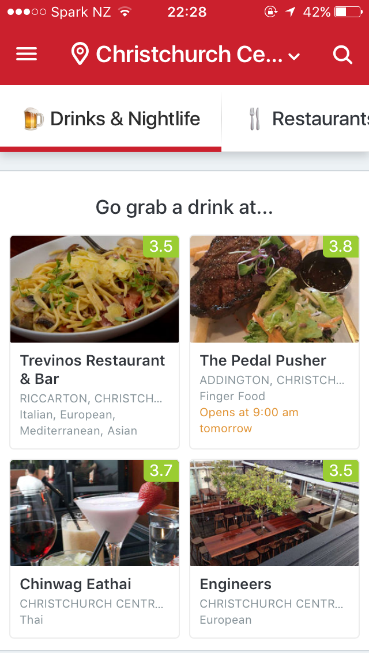 Spark NZ 22:28 42%
Christchurch Ce...
Drinks & Nightlife Restaurants
Go grab a drink at...
3.5
Trevinos Restaurant
& Bar
RICCARTON, CHRISTCH...
Italian, European,
Mediterranean, Asian
3.8
The Pedal Pusher
ADDINGTON, CHRISTCH...
Finger Food
Opens at 9:00 am
tomorrow
3.7
Chinwag Eathai
CHRISTCHURCH CENTR...
Thai
3.5
Engineers
CHRISTCHURCH CENTR...
European